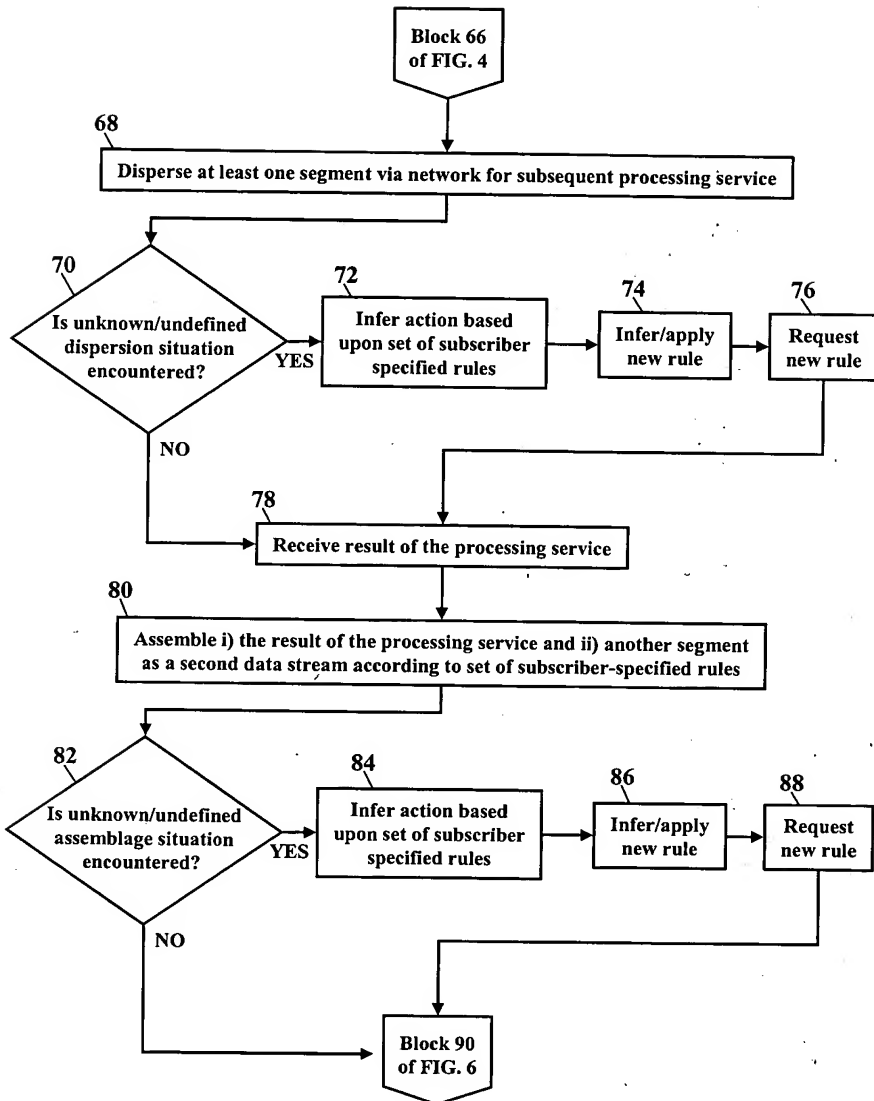 Block 66
of FIG. 4
68
Disperse at least one segment via network for subsequent processing service
70
Is unknown/undefined
dispersion situation
encountered?
YES
NO
72
Infer action based
upon set of subscriber
specified rules
74
Infer/apply
new rule
76
Request
new rule
78
Receive result of the processing service
80
Assemble i) the result of the processing service and ii) another segment
as a second data stream according to set of subscriber-specified rules
82
Is unknown/undefined
assemblage situation
encountered?
YES
NO
84
Infer action based
upon set of subscriber
specified rules
86
Infer/apply
new rule
88
Request
new rule
Block 90
of FIG. 6